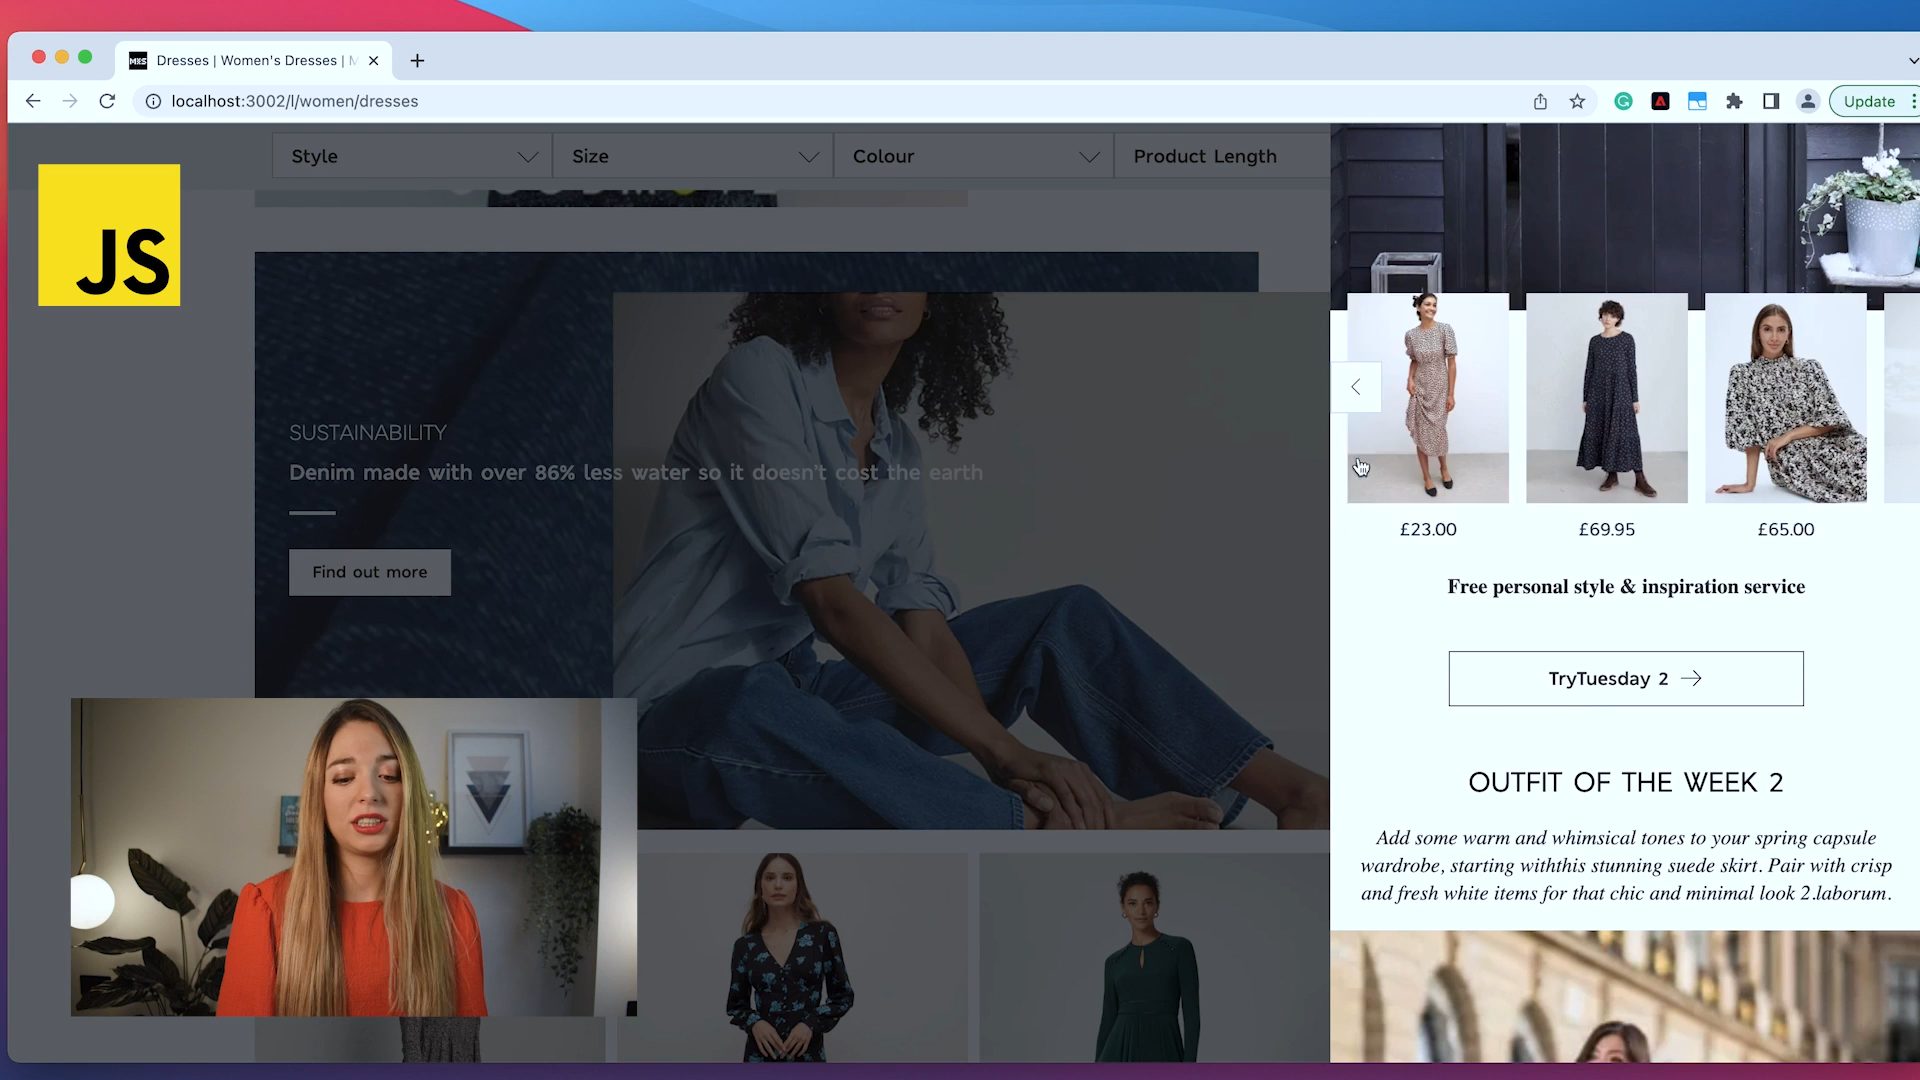 M&S
Dresses | Women's Dresses | M
localhost:3002/l/women/dresses
Update
Style
Size
Colour
Product Length
JS
SUSTAINABILITY
Denim made with over 86% less water so it doesn't cost the earth
Find out more
£23.00
£69.95
£65.00
Free personal style & inspiration service
TryTuesday 2
OUTFIT OF THE WEEK 2
Add some warm and whimsical tones to your spring capsule
wardrobe, starting withthis stunning suede skirt. Pair with crisp
and fresh white items for that chic and minimal look 2.laborum.